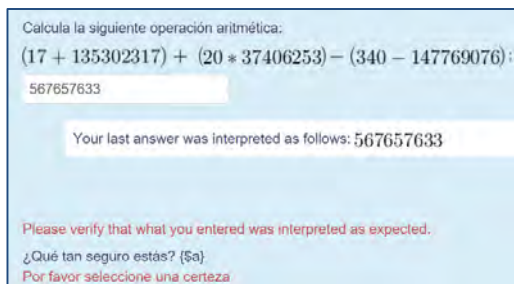 Calcula la siguiente operación aritmética:
(17 + 135302317) + (20 * 37406253) − (340 − 147769076):
567657633
Your last answer was interpreted as follows: 567657633
Please verify that what you entered was interpreted as expected.
¿Qué tan seguro estás? {$a}
Por favor seleccione una certeza